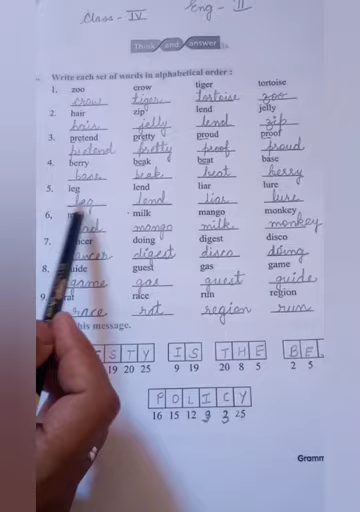 Class - IV Eng - II
Think and answer
Write each set of words in alphabetical order :
1. zoo crow tiger tortoise
crow tiger tortoise zoo
2. hair zip lend jelly
hair jelly lend zip
3. pretend pretty proud proof
pretend pretty proof proud
4. berry beak beat base
base beak beat berry
5. leg lend liar lure
leg lend liar lure
6. milk mango monkey
mango milk monkey
7. doing digest disco
digest disco doing
8. guest gas game
game gas guest guide
9. rat race run region
race rat region run
this message.
S T Y I S T H E B E
19 20 25 9 19 20 8 5 2 5
P O L I C Y
16 15 12 9 3 25
Gramm